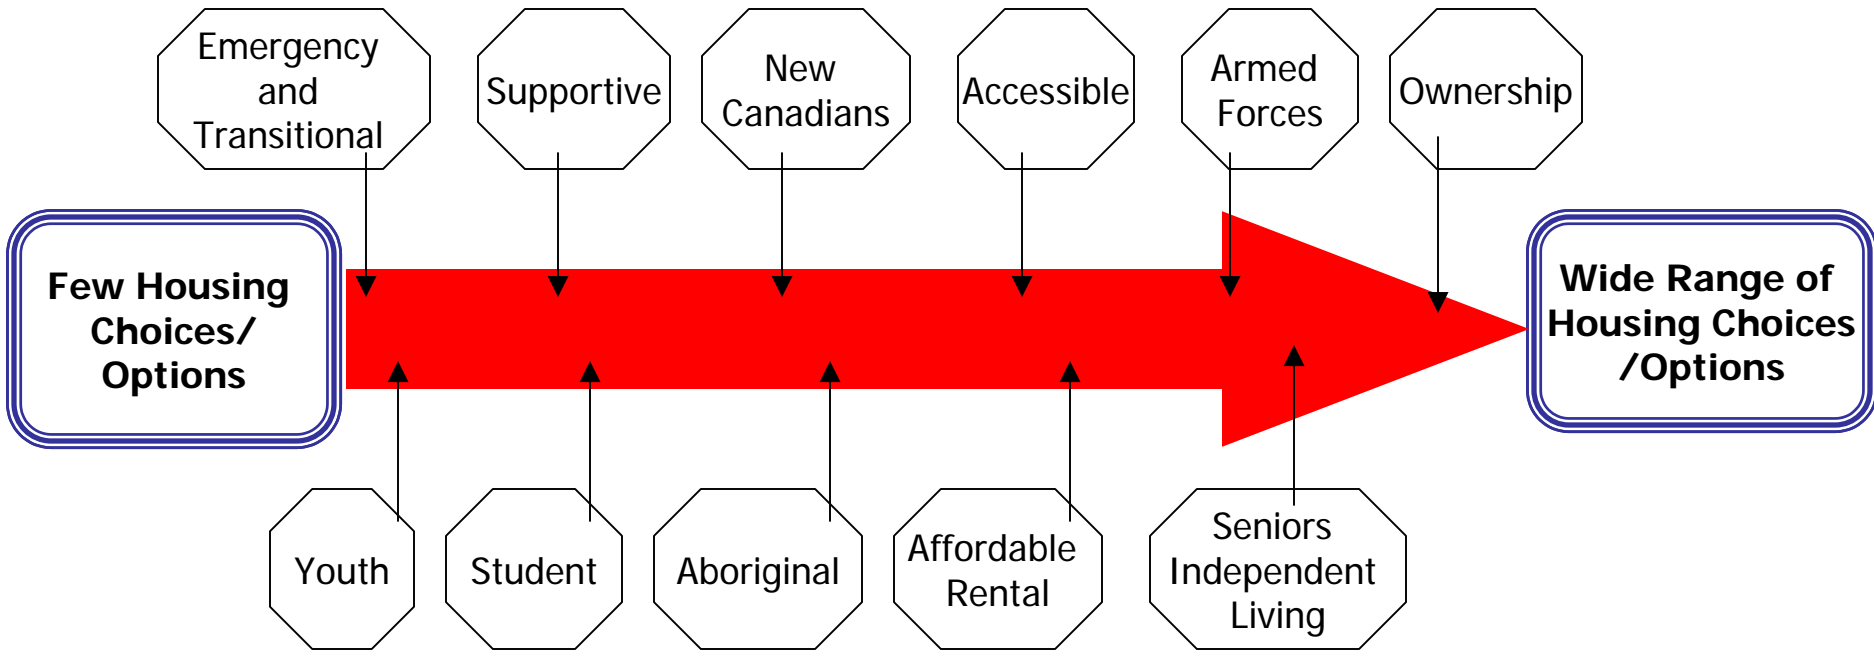 Emergency
and
Transitional
Supportive
New
Canadians
Accessible
Armed
Forces
Ownership
Few Housing
Choices/
Options
Wide Range of
Housing Choices
/Options
Youth
Student
Aboriginal
Affordable
Rental
Seniors
Independent
Living